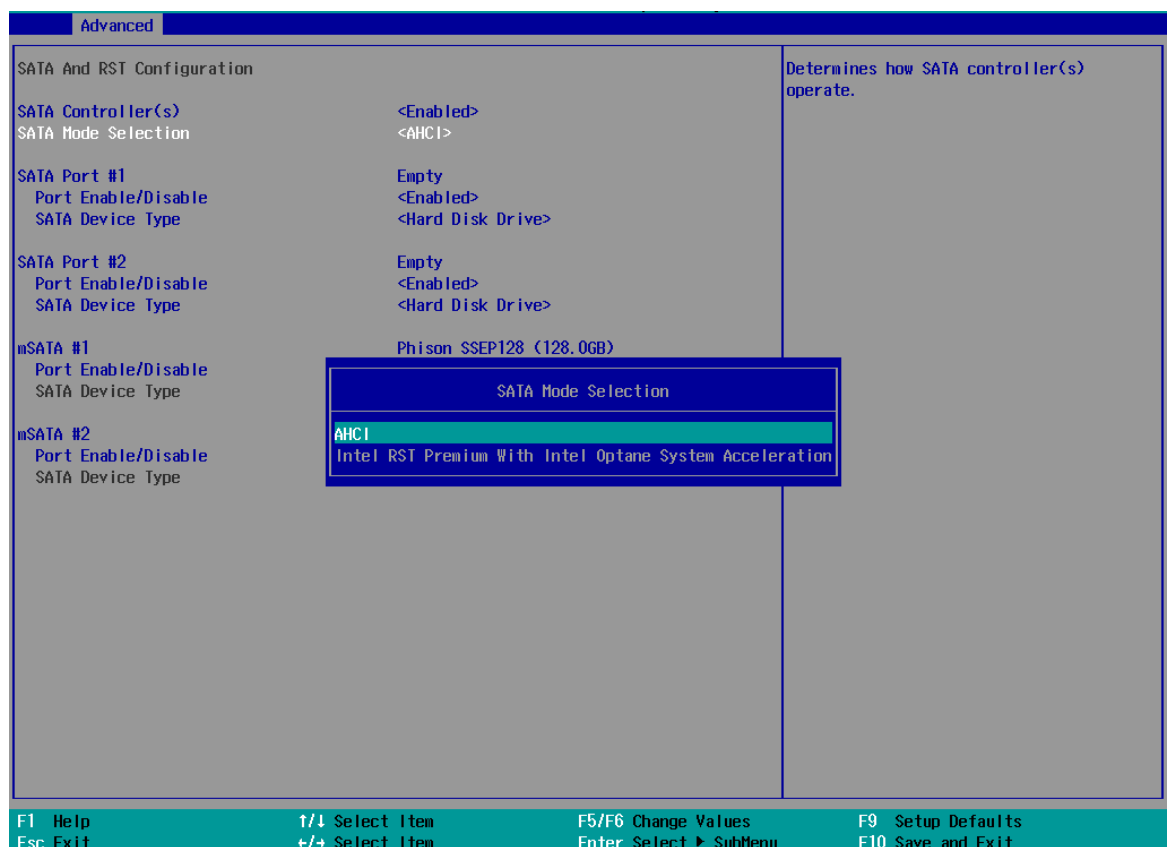 Advanced
SATA And RST Configuration
Determines how SATA controller(s)
operate.
SATA Controller(s) <Enabled>
SATA Mode Selection <AHCI>
SATA Port #1 Empty
Port Enable/Disable <Enabled>
SATA Device Type <Hard Disk Drive>
SATA Port #2 Empty
Port Enable/Disable <Enabled>
SATA Device Type <Hard Disk Drive>
mSATA #1 Phison SSEP128 (128.0GB)
Port Enable/Disable
SATA Device Type
mSATA #2
Port Enable/Disable
SATA Device Type
SATA Mode Selection
AHCI
Intel RST Premium With Intel Optane System Acceleration
F1 Help ↑/↓ Select Item F5/F6 Change Values F9 Setup Defaults
Esc Exit ←/→ Select Item Enter Select ▶ SubMenu F10 Save and Exit